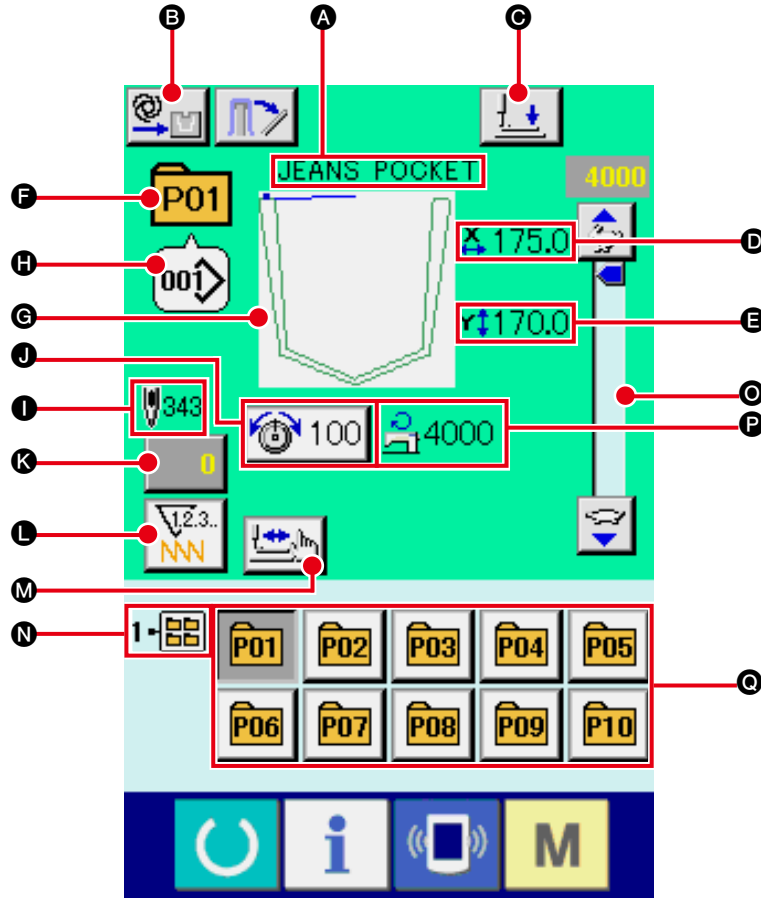 B A C
JEANS POCKET
4000
F P01
X 175.0 D
H 001
G
Y 170.0 E
J
O
I 343
100 4000 P
K 0
L 1.2.3..
M
N 1
P01 P02 P03 P04 P05
Q
P06 P07 P08 P09 P10
i M